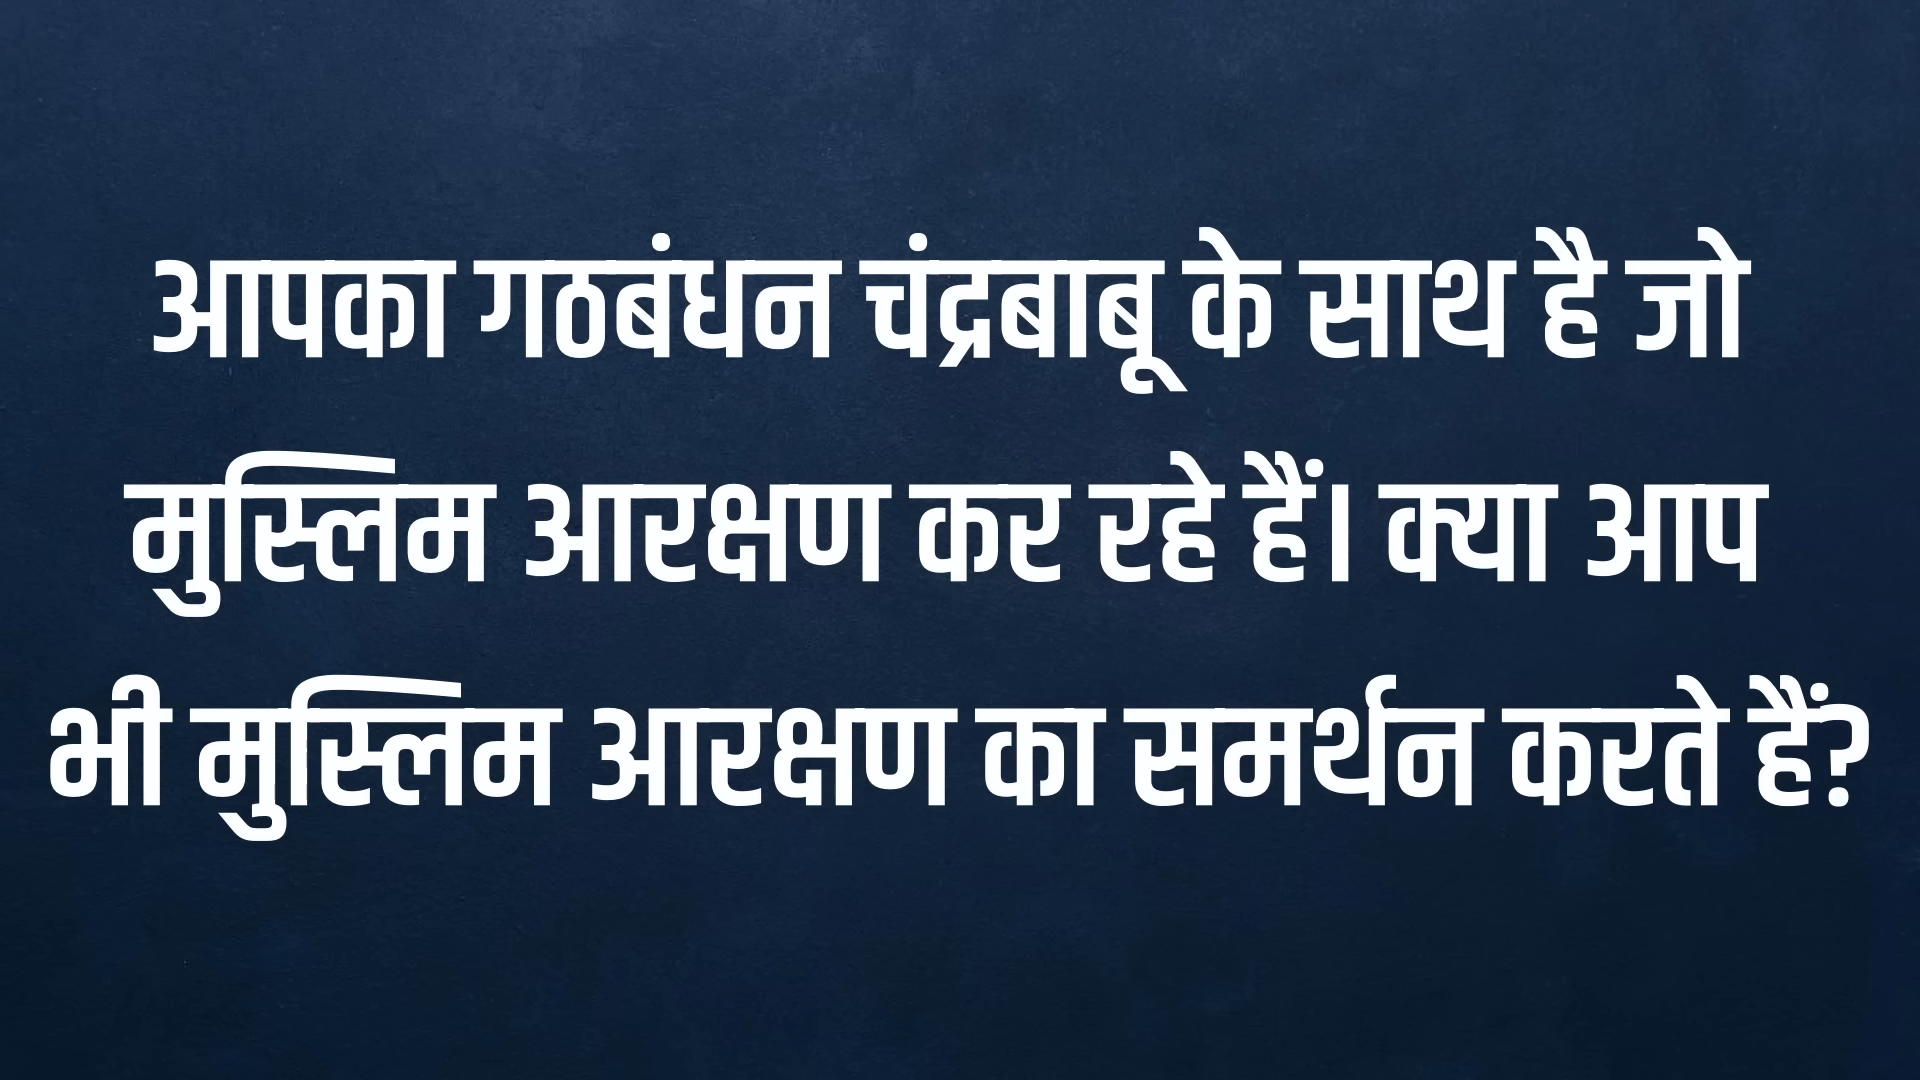 आपका गठबंधन चंद्रबाबू के साथ है जो
मुस्लिम आरक्षण कर रहे हैं। क्या आप
भी मुस्लिम आरक्षण का समर्थन करते हैं?